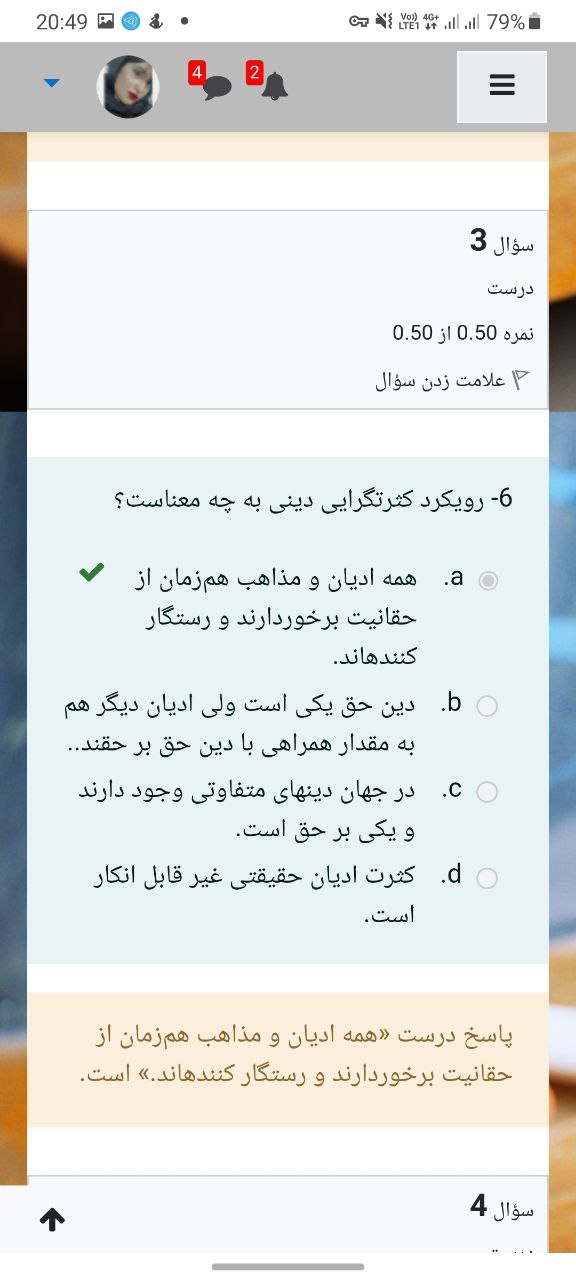 20:49
Vo)) LTE1 4G+ 79%
4 2
سؤال 3
درست
نمره 0.50 از 0.50
علامت زدن سؤال
6- رویکرد کثرتگرایی دینی به چه معناست؟
a. همه ادیان و مذاهب هم‌زمان از
حقانیت برخوردارند و رستگار
کنندهاند.
b. دین حق یکی است ولی ادیان دیگر هم
به مقدار همراهی با دین حق بر حقند..
c. در جهان دینهای متفاوتی وجود دارند
و یکی بر حق است.
d. کثرت ادیان حقیقتی غیر قابل انکار
است.
پاسخ درست «همه ادیان و مذاهب هم‌زمان از
حقانیت برخوردارند و رستگار کنندهاند.» است.
سؤال 4